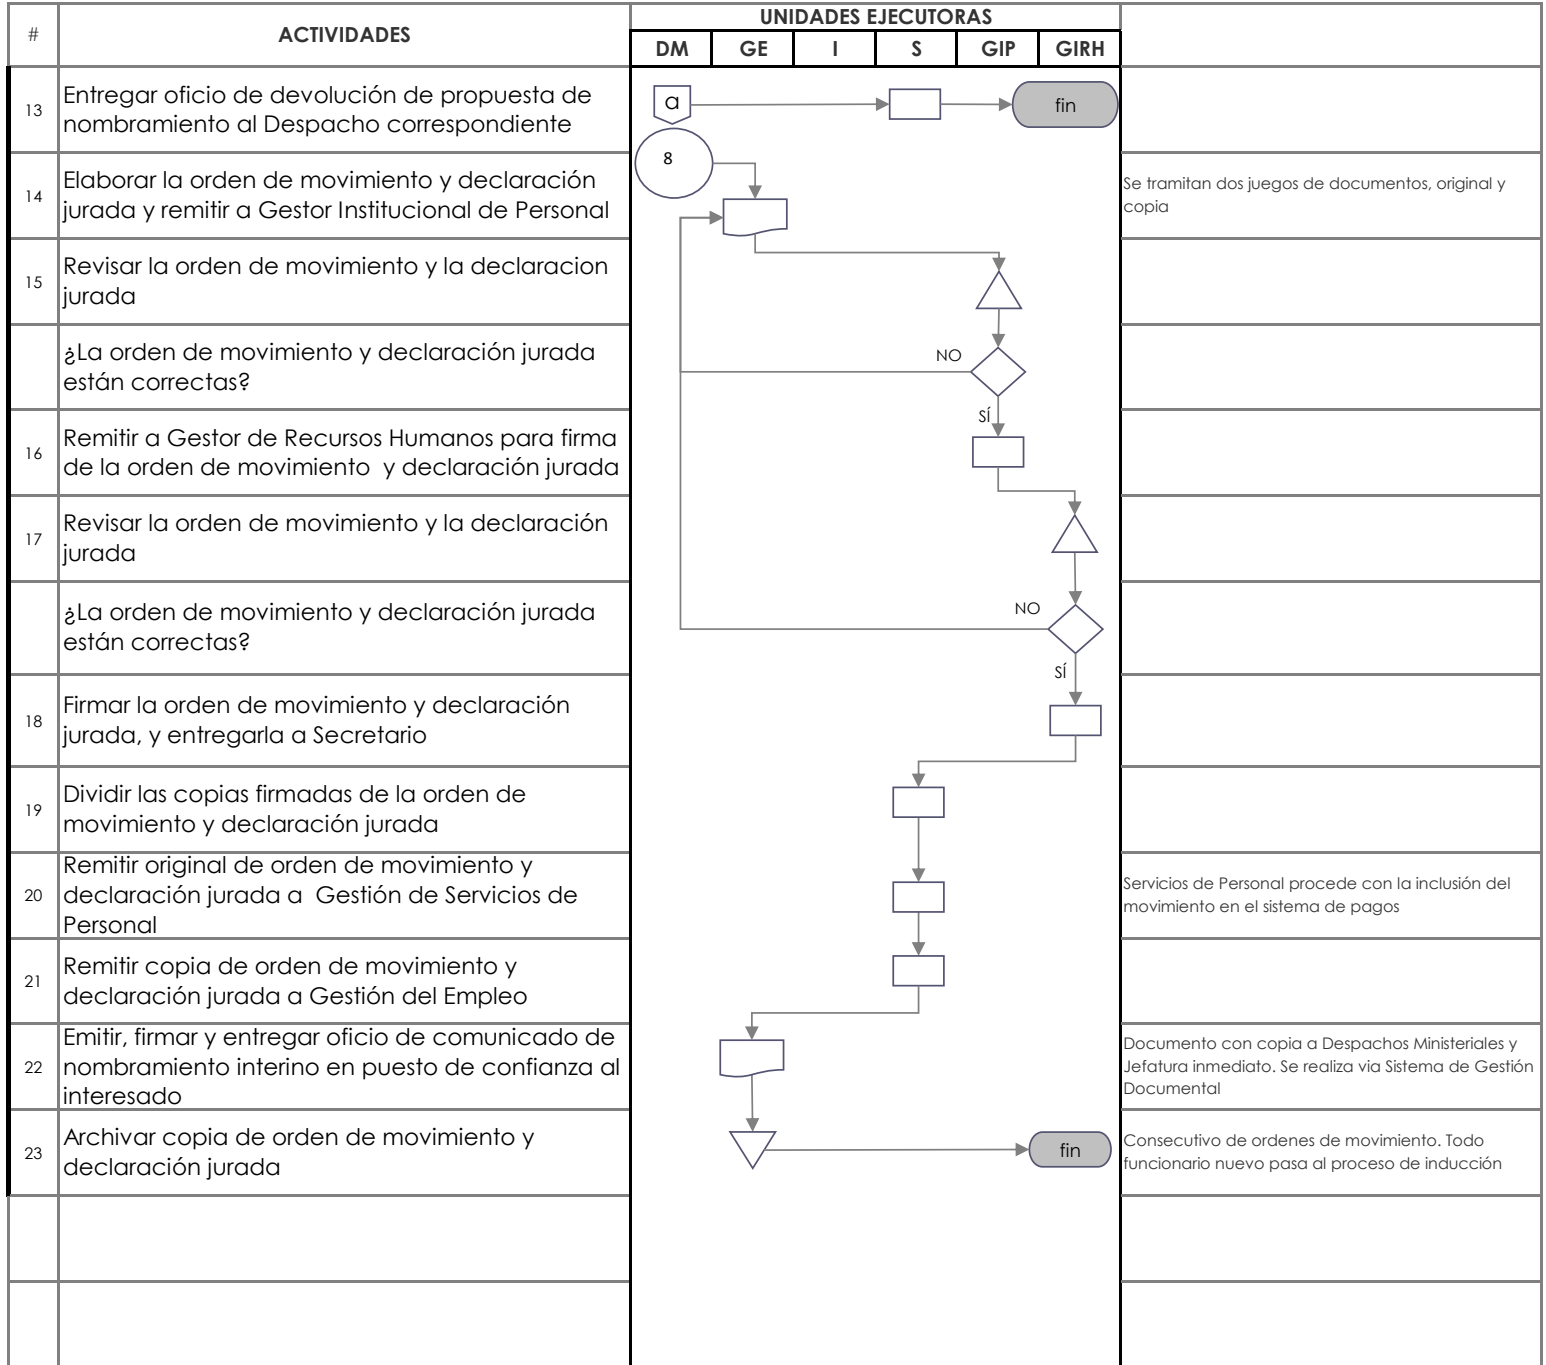 UNIDADES EJECUTORAS
# ACTIVIDADES
DM GE I S GIP GIRH
13 Entregar oficio de devolución de propuesta de
nombramiento al Despacho correspondiente
a
fin
8
14 Elaborar la orden de movimiento y declaración
jurada y remitir a Gestor Institucional de Personal
Se tramitan dos juegos de documentos, original y
copia
15 Revisar la orden de movimiento y la declaracion
jurada
¿La orden de movimiento y declaración jurada
están correctas?
NO
SÍ
16 Remitir a Gestor de Recursos Humanos para firma
de la orden de movimiento y declaración jurada
17 Revisar la orden de movimiento y la declaración
jurada
¿La orden de movimiento y declaración jurada
están correctas?
NO
SÍ
18 Firmar la orden de movimiento y declaración
jurada, y entregarla a Secretario
19 Dividir las copias firmadas de la orden de
movimiento y declaración jurada
20 Remitir original de orden de movimiento y
declaración jurada a Gestión de Servicios de
Personal
Servicios de Personal procede con la inclusión del
movimiento en el sistema de pagos
21 Remitir copia de orden de movimiento y
declaración jurada a Gestión del Empleo
22 Emitir, firmar y entregar oficio de comunicado de
nombramiento interino en puesto de confianza al
interesado
Documento con copia a Despachos Ministeriales y
Jefatura inmediato. Se realiza via Sistema de Gestión
Documental
23 Archivar copia de orden de movimiento y
declaración jurada
fin
Consecutivo de ordenes de movimiento. Todo
funcionario nuevo pasa al proceso de inducción